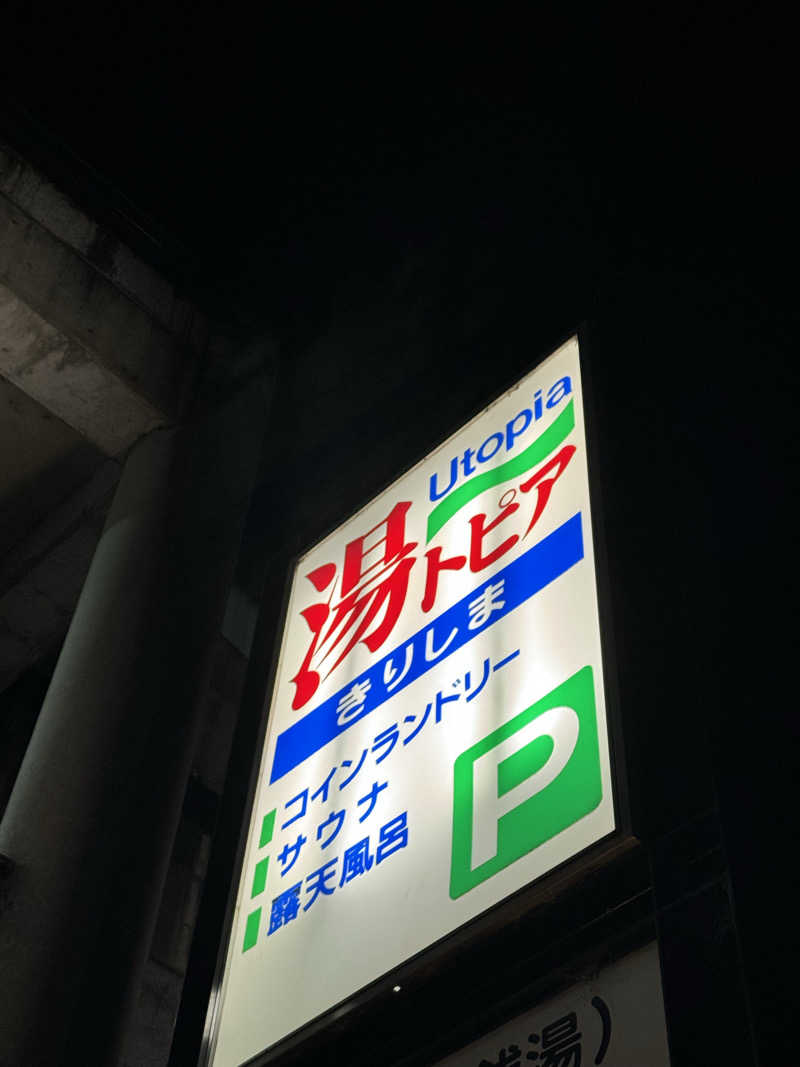 Utopia
湯トピア
きりしま
コインランドリー
サウナ
露天風呂
P
湯)